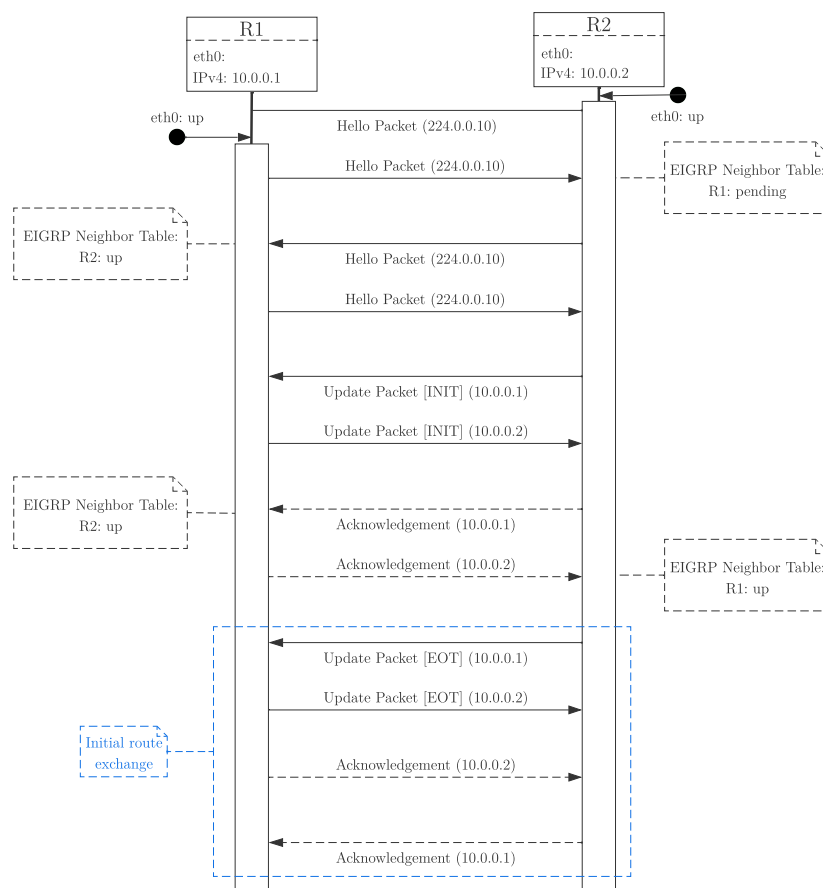 R1
eth0:
IPv4: 10.0.0.1
R2
eth0:
IPv4: 10.0.0.2
eth0: up
eth0: up
Hello Packet (224.0.0.10)
Hello Packet (224.0.0.10)
EIGRP Neighbor Table:
R1: pending
EIGRP Neighbor Table:
R2: up
Hello Packet (224.0.0.10)
Hello Packet (224.0.0.10)
Update Packet [INIT] (10.0.0.1)
Update Packet [INIT] (10.0.0.2)
EIGRP Neighbor Table:
R2: up
Acknowledgement (10.0.0.1)
Acknowledgement (10.0.0.2)
EIGRP Neighbor Table:
R1: up
Update Packet [EOT] (10.0.0.1)
Update Packet [EOT] (10.0.0.2)
Initial route
exchange
Acknowledgement (10.0.0.2)
Acknowledgement (10.0.0.1)